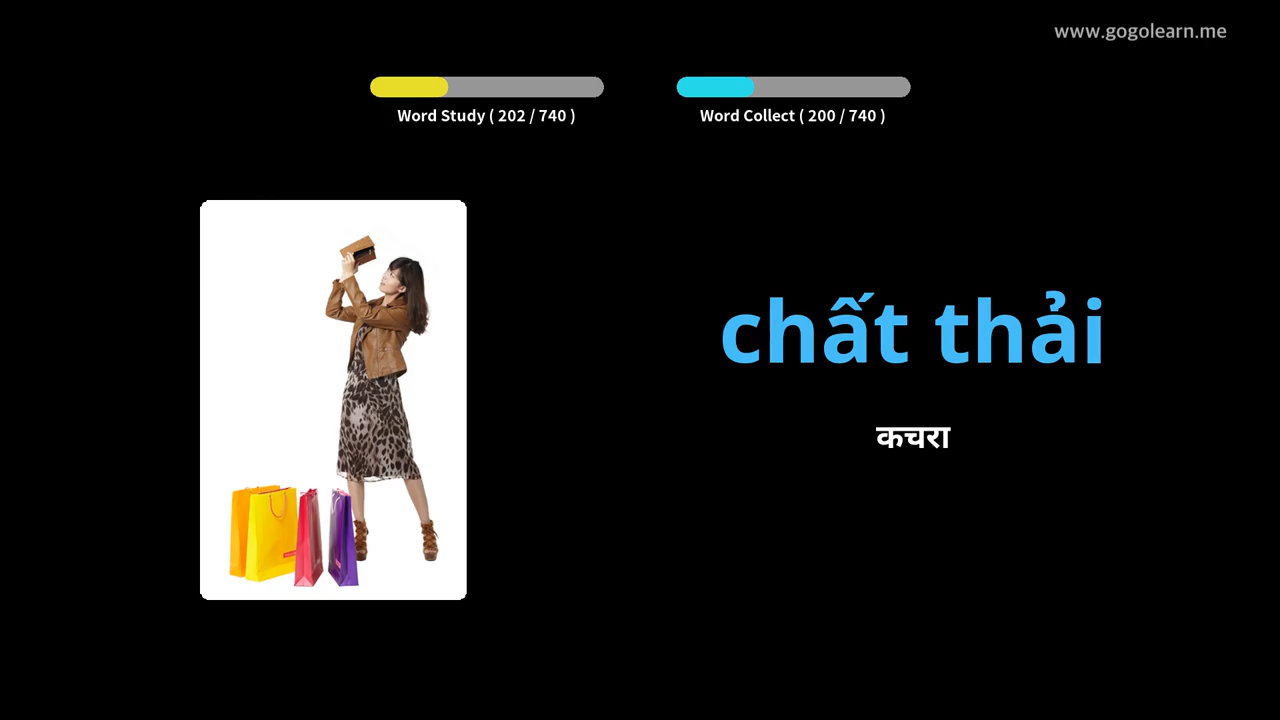 www.gogolearn.me
Word Study ( 202 / 740 )
Word Collect ( 200 / 740 )
chất thải
कचरा